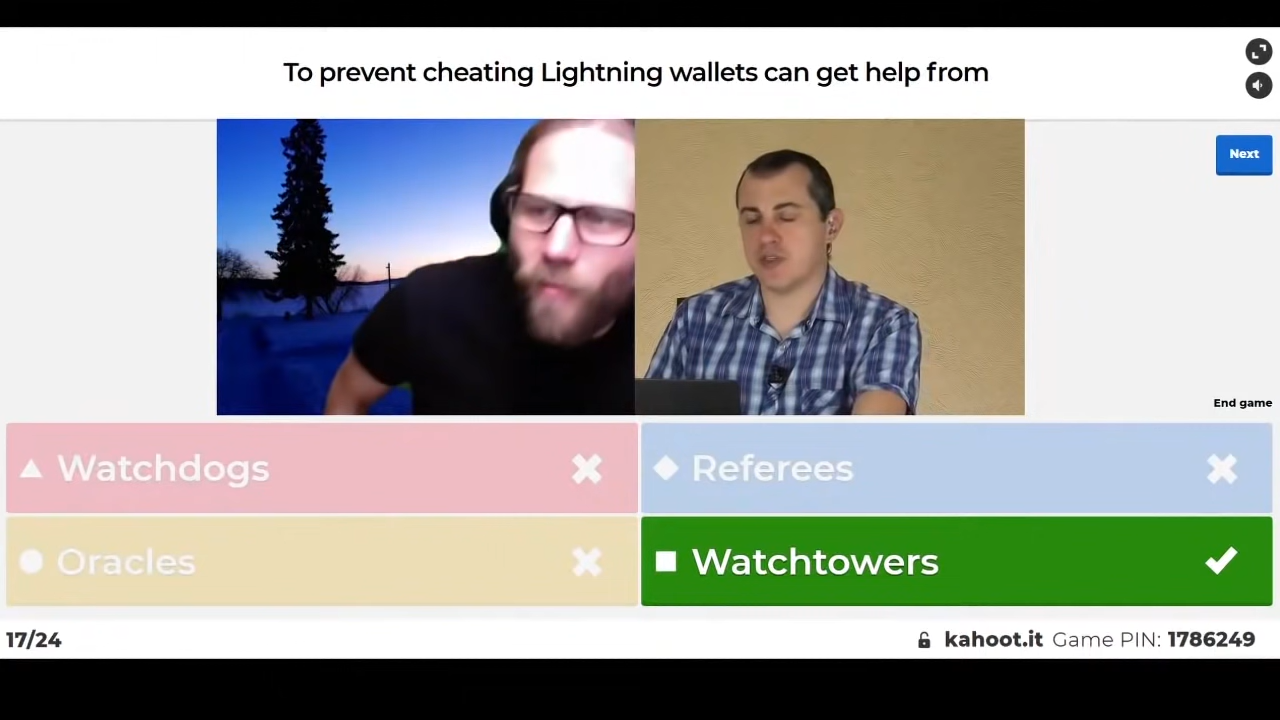 To prevent cheating Lightning wallets can get help from
Next
End game
Watchdogs
Referees
Oracles
Watchtowers
17/24
kahoot.it Game PIN: 1786249